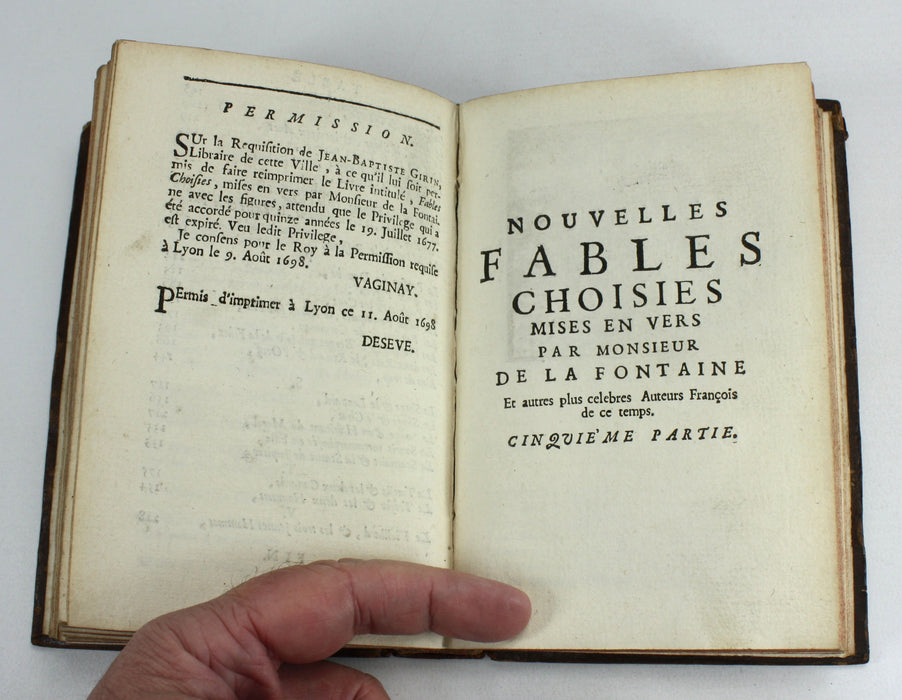 PERMISSION.
SUr la Requisition de JEAN-BAPTISTE GIRIN,
Libraire de cette Ville, à ce qu'il lui soit per-
mis de faire reimprimer le Livre intitulé, Fables
Choisies, mises en vers par Monsieur de la Fontai-
ne avec les figures, attendu que le Privilege qui a
été accordé pour quinze années le 19. Juillet 1677.
est expiré. Veu ledit Privilege,
Je consens pour le Roy à la Permission requise
à Lyon le 9. Août 1698.
VAGINAY.
PErmis d'imprimer à Lyon ce 11. Août 1698
DESEVE.
NOUVELLES
FABLES
CHOISIES
MISES EN VERS
PAR MONSIEUR
DE LA FONTAINE
Et autres plus celebres Auteurs François
de ce temps.
CINQUIE'ME PARTIE.